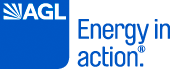 AGL
Energy in
action.®